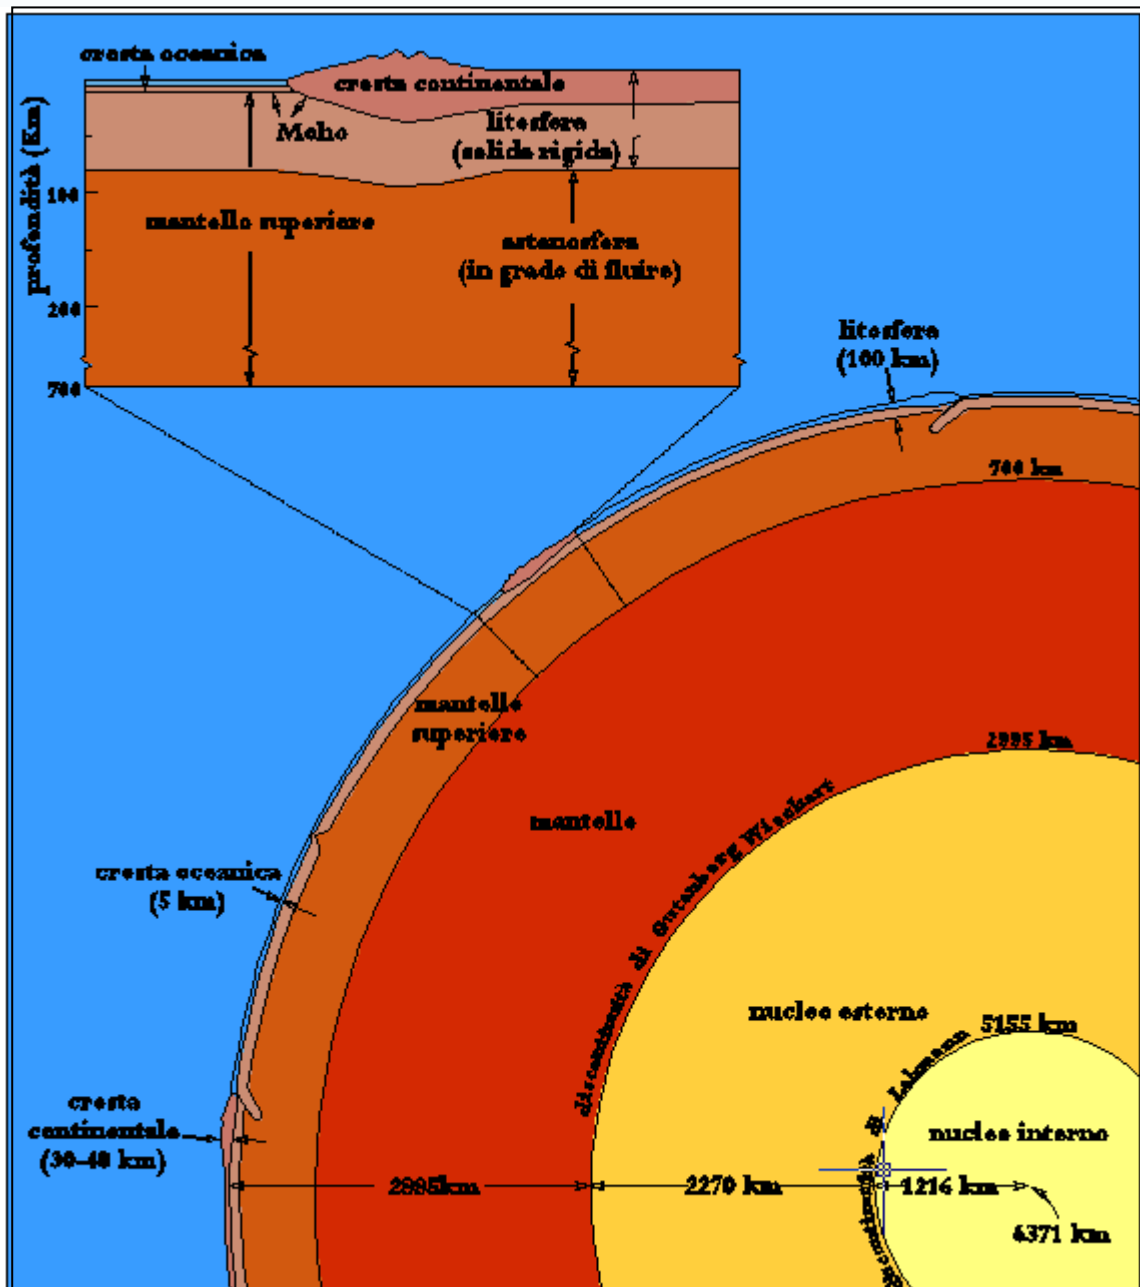 crosta oceanica
crosta continentale
Moho
litosfera
(solida rigida)
profondità (Km)
100
mantello superiore
astenosfera
(in grado di fluire)
200
700
litosfera
(100 km)
700 km
mantello
superiore
2885 km
mantello
crosta oceanica
(5 km)
discontinuità di Gutenberg Wiechert
nucleo esterno
5155 km
discontinuità di Lehmann
crosta
continentale
(30-40 km)
nucleo interno
2885km
2270 km
1216 km
6371 km